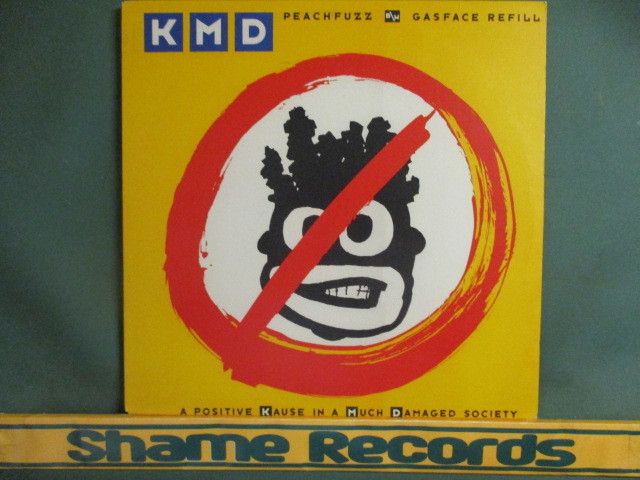 KMD PEACHFUZZ B/W GASFACE REFILL
A POSITIVE KAUSE IN A MUCH DAMAGED SOCIETY
Shame Records